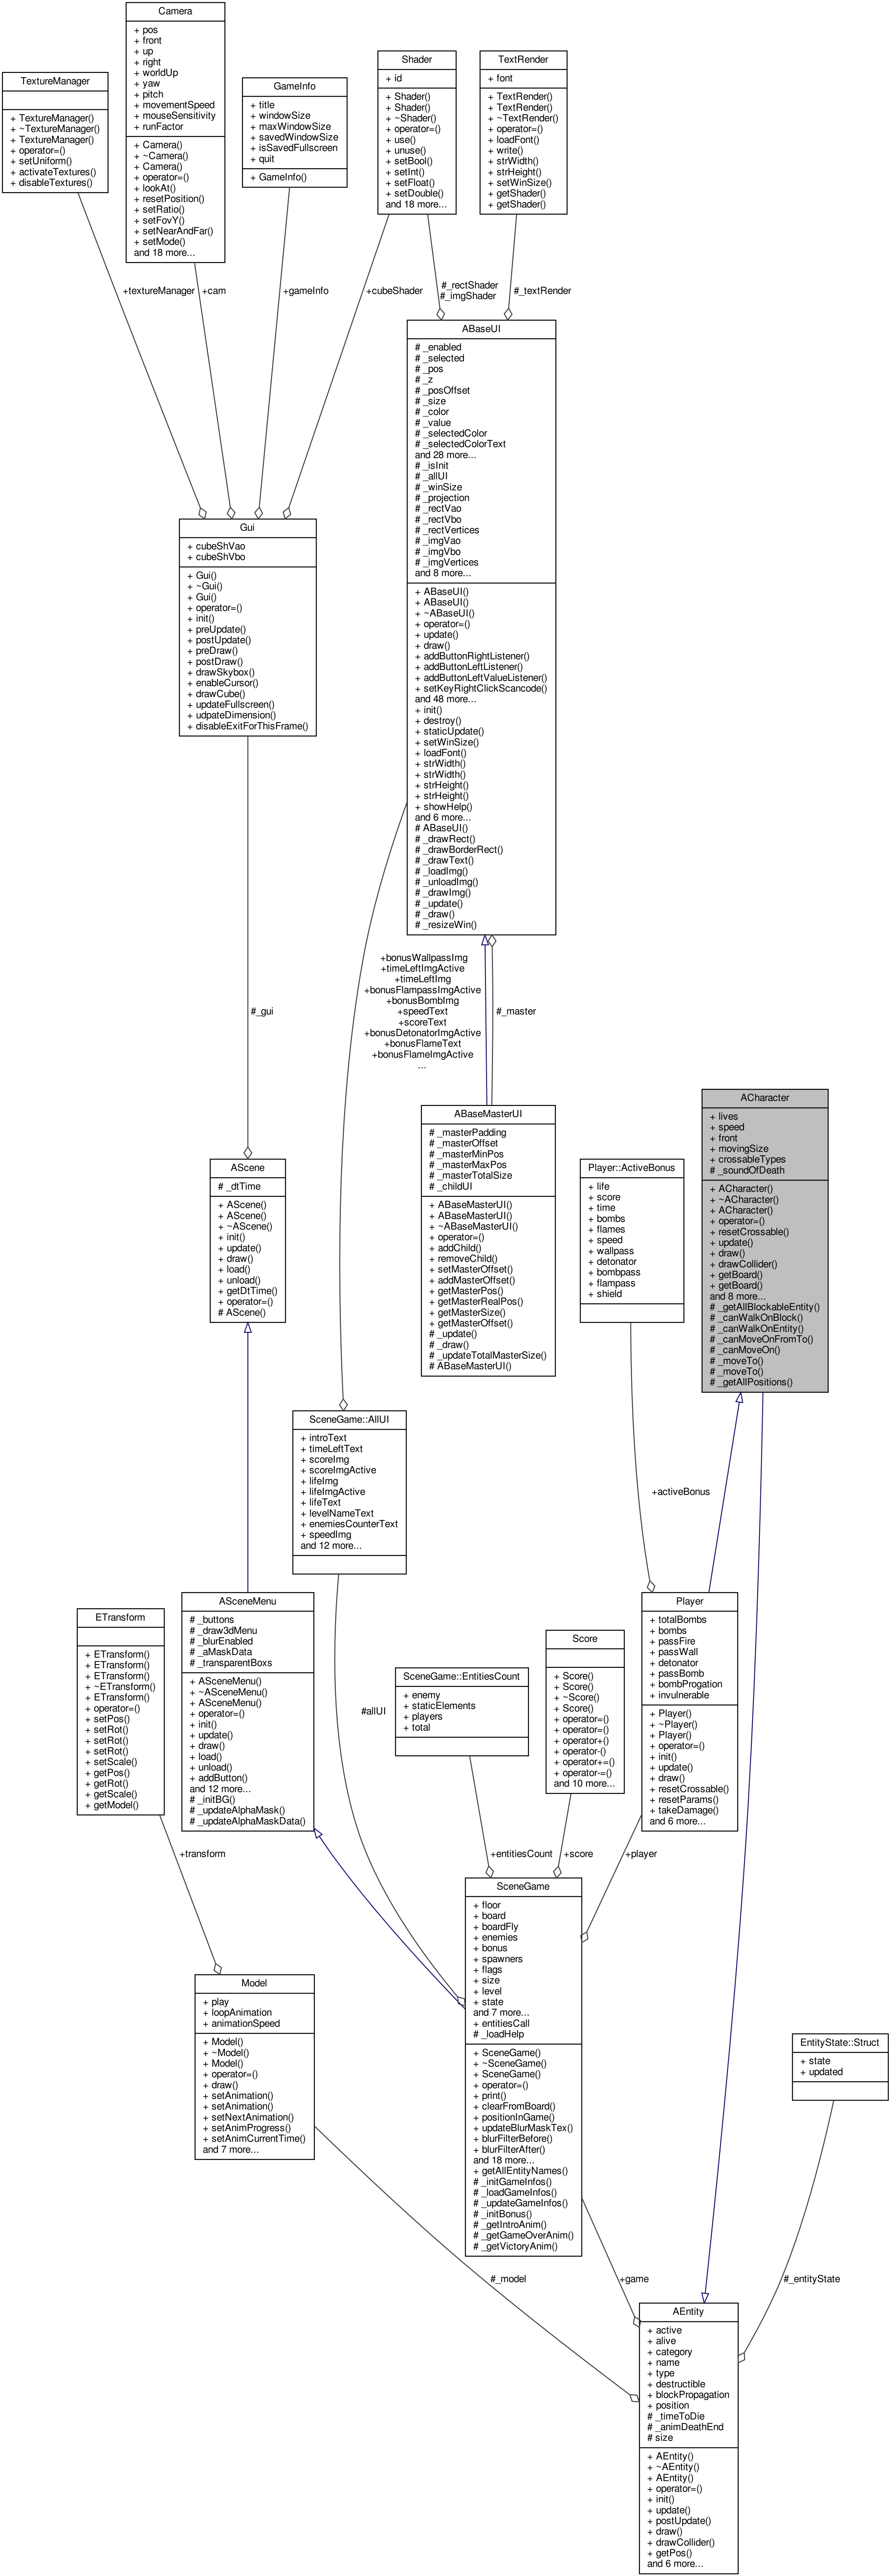 Camera
+ pos
+ front
+ up
+ right
+ worldUp
+ yaw
+ pitch
+ movementSpeed
+ mouseSensitivity
+ runFactor
+ Camera()
+ ~Camera()
+ Camera()
+ operator=()
+ lookAt()
+ resetPosition()
+ setRatio()
+ setFovY()
+ setNearAndFar()
+ setMode()
and 18 more...
TextureManager
+ TextureManager()
+ ~TextureManager()
+ TextureManager()
+ operator=()
+ setUniform()
+ activateTextures()
+ disableTextures()
GameInfo
+ title
+ windowSize
+ maxWindowSize
+ savedWindowSize
+ isSavedFullscreen
+ quit
+ GameInfo()
Shader
+ id
+ Shader()
+ Shader()
+ ~Shader()
+ operator=()
+ use()
+ unuse()
+ setBool()
+ setInt()
+ setFloat()
+ setDouble()
and 18 more...
TextRender
+ font
+ TextRender()
+ TextRender()
+ ~TextRender()
+ operator=()
+ loadFont()
+ write()
+ strWidth()
+ strHeight()
+ setWinSize()
+ getShader()
+ getShader()
+textureManager
+cam
+gameInfo
+cubeShader
#_rectShader
#_imgShader
#_textRender
ABaseUI
# _enabled
# _selected
# _pos
# _z
# _posOffset
# _size
# _color
# _value
# _selectedColor
# _selectedColorText
and 28 more...
# _isInit
# _allUI
# _winSize
# _projection
# _rectVao
# _rectVbo
# _rectVertices
# _imgVao
# _imgVbo
# _imgVertices
and 8 more...
+ ABaseUI()
+ ABaseUI()
+ ~ABaseUI()
+ operator=()
+ update()
+ draw()
+ addButtonRightListener()
+ addButtonLeftListener()
+ addButtonLeftValueListener()
+ setKeyRightClickScancode()
and 48 more...
+ init()
+ destroy()
+ staticUpdate()
+ setWinSize()
+ loadFont()
+ strWidth()
+ strWidth()
+ strHeight()
+ strHeight()
+ showHelp()
and 6 more...
# ABaseUI()
# _drawRect()
# _drawBorderRect()
# _drawText()
# _loadImg()
# _unloadImg()
# _drawImg()
# _update()
# _draw()
# _resizeWin()
Gui
+ cubeShVao
+ cubeShVbo
+ Gui()
+ ~Gui()
+ Gui()
+ operator=()
+ init()
+ preUpdate()
+ postUpdate()
+ preDraw()
+ postDraw()
+ drawSkybox()
+ enableCursor()
+ drawCube()
+ updateFullscreen()
+ udpateDimension()
+ disableExitForThisFrame()
#_gui
+bonusWallpassImg
+timeLeftImgActive
+timeLeftImg
+bonusFlampassImgActive
+bonusBombImg
+speedText
+scoreText
+bonusDetonatorImgActive
+bonusFlameText
+bonusFlameImgActive
...
#_master
ABaseMasterUI
# _masterPadding
# _masterOffset
# _masterMinPos
# _masterMaxPos
# _masterTotalSize
# _childUI
+ ABaseMasterUI()
+ ABaseMasterUI()
+ ~ABaseMasterUI()
+ operator=()
+ addChild()
+ removeChild()
+ setMasterOffset()
+ addMasterOffset()
+ getMasterPos()
+ getMasterRealPos()
+ getMasterSize()
+ getMasterOffset()
# _update()
# _draw()
# _updateTotalMasterSize()
# ABaseMasterUI()
ACharacter
+ lives
+ speed
+ front
+ movingSize
+ crossableTypes
# _soundOfDeath
+ ACharacter()
+ ~ACharacter()
+ ACharacter()
+ operator=()
+ resetCrossable()
+ update()
+ draw()
+ drawCollider()
+ getBoard()
+ getBoard()
and 8 more...
# _getAllBlockableEntity()
# _canWalkOnBlock()
# _canWalkOnEntity()
# _canMoveOnFromTo()
# _canMoveOn()
# _moveTo()
# _moveTo()
# _getAllPositions()
AScene
# _dtTime
+ AScene()
+ AScene()
+ ~AScene()
+ init()
+ update()
+ draw()
+ load()
+ unload()
+ getDtTime()
+ operator=()
# AScene()
Player::ActiveBonus
+ life
+ score
+ time
+ bombs
+ flames
+ speed
+ wallpass
+ detonator
+ bombpass
+ flampass
+ shield
SceneGame::AllUI
+ introText
+ timeLeftText
+ scoreImg
+ scoreImgActive
+ lifeImg
+ lifeImgActive
+ lifeText
+ levelNameText
+ enemiesCounterText
+ speedImg
and 12 more...
+activeBonus
ASceneMenu
# _buttons
# _draw3dMenu
# _blurEnabled
# _aMaskData
# _transparentBoxs
+ ASceneMenu()
+ ~ASceneMenu()
+ ASceneMenu()
+ operator=()
+ init()
+ update()
+ draw()
+ load()
+ unload()
+ addButton()
and 12 more...
# _initBG()
# _updateAlphaMask()
# _updateAlphaMaskData()
ETransform
+ ETransform()
+ ETransform()
+ ETransform()
+ ~ETransform()
+ ETransform()
+ operator=()
+ setPos()
+ setRot()
+ setRot()
+ setRot()
+ setScale()
+ getPos()
+ getRot()
+ getScale()
+ getModel()
#allUI
SceneGame::EntitiesCount
+ enemy
+ staticElements
+ players
+ total
Score
+ Score()
+ Score()
+ ~Score()
+ Score()
+ operator=()
+ operator=()
+ operator+()
+ operator-()
+ operator+=()
+ operator-=()
and 10 more...
Player
+ totalBombs
+ bombs
+ passFire
+ passWall
+ detonator
+ passBomb
+ bombProgation
+ invulnerable
+ Player()
+ ~Player()
+ Player()
+ operator=()
+ init()
+ update()
+ draw()
+ resetCrossable()
+ resetParams()
+ takeDamage()
and 6 more...
+transform
+entitiesCount
+score
+player
SceneGame
+ floor
+ board
+ boardFly
+ enemies
+ bonus
+ spawners
+ flags
+ size
+ level
+ state
and 7 more...
+ entitiesCall
# _loadHelp
+ SceneGame()
+ ~SceneGame()
+ SceneGame()
+ operator=()
+ print()
+ clearFromBoard()
+ positionInGame()
+ updateBlurMaskTex()
+ blurFilterBefore()
+ blurFilterAfter()
and 18 more...
+ getAllEntityNames()
# _initGameInfos()
# _loadGameInfos()
# _updateGameInfos()
# _initBonus()
# _getIntroAnim()
# _getGameOverAnim()
# _getVictoryAnim()
Model
+ play
+ loopAnimation
+ animationSpeed
+ Model()
+ ~Model()
+ Model()
+ operator=()
+ draw()
+ setAnimation()
+ setAnimation()
+ setNextAnimation()
+ setAnimProgress()
+ setAnimCurrentTime()
and 7 more...
EntityState::Struct
+ state
+ updated
#_model
+game
#_entityState
AEntity
+ active
+ alive
+ category
+ name
+ type
+ destructible
+ blockPropagation
+ position
# _timeToDie
# _animDeathEnd
# size
+ AEntity()
+ ~AEntity()
+ AEntity()
+ operator=()
+ init()
+ update()
+ postUpdate()
+ draw()
+ drawCollider()
+ getPos()
and 6 more...